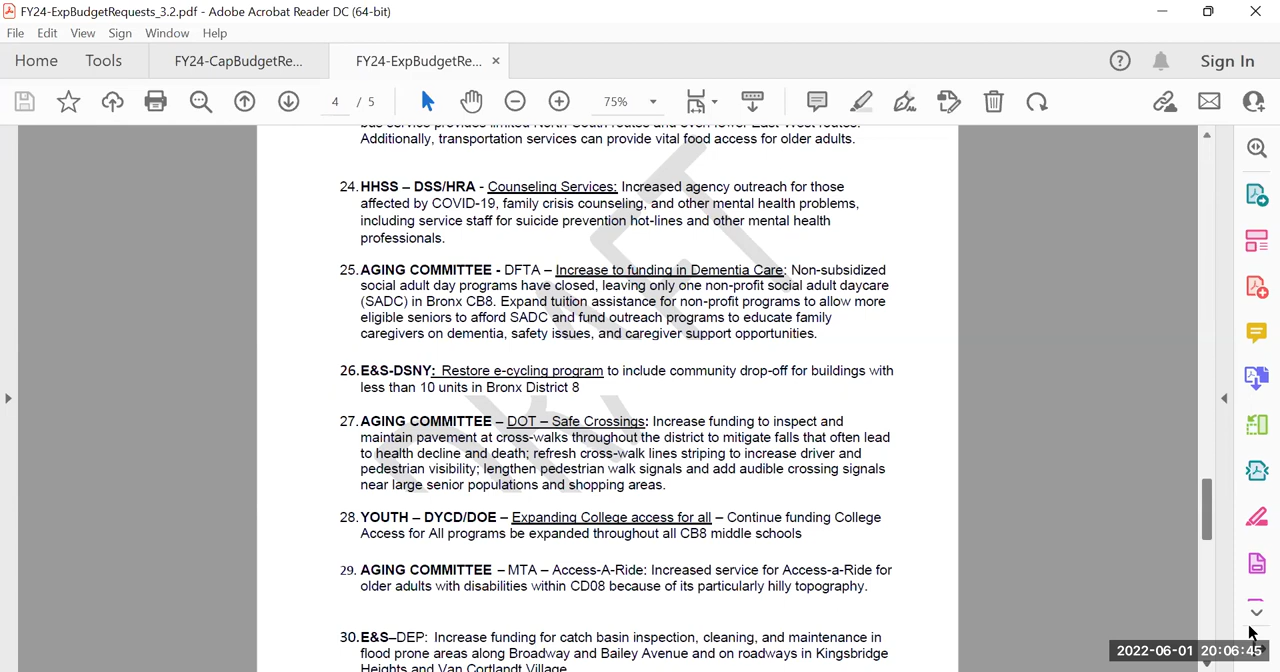 FY24-ExpBudgetRequests_3.2.pdf - Adobe Acrobat Reader DC (64-bit)
File Edit View Sign Window Help
Home Tools FY24-CapBudgetRe... FY24-ExpBudgetRe... × Sign In
4 / 5 75%
bus service provides limited North-South routes and even fewer East-West routes.
Additionally, transportation services can provide vital food access for older adults.
24. HHSS – DSS/HRA - Counseling Services: Increased agency outreach for those
affected by COVID-19, family crisis counseling, and other mental health problems,
including service staff for suicide prevention hot-lines and other mental health
professionals.
25. AGING COMMITTEE - DFTA – Increase to funding in Dementia Care: Non-subsidized
social adult day programs have closed, leaving only one non-profit social adult daycare
(SADC) in Bronx CB8. Expand tuition assistance for non-profit programs to allow more
eligible seniors to afford SADC and fund outreach programs to educate family
caregivers on dementia, safety issues, and caregiver support opportunities.
26. E&S-DSNY: Restore e-cycling program to include community drop-off for buildings with
less than 10 units in Bronx District 8
27. AGING COMMITTEE – DOT – Safe Crossings: Increase funding to inspect and
maintain pavement at cross-walks throughout the district to mitigate falls that often lead
to health decline and death; refresh cross-walk lines striping to increase driver and
pedestrian visibility; lengthen pedestrian walk signals and add audible crossing signals
near large senior populations and shopping areas.
28. YOUTH – DYCD/DOE – Expanding College access for all – Continue funding College
Access for All programs be expanded throughout all CB8 middle schools
29. AGING COMMITTEE – MTA – Access-A-Ride: Increased service for Access-a-Ride for
older adults with disabilities within CD08 because of its particularly hilly topography.
30. E&S–DEP: Increase funding for catch basin inspection, cleaning, and maintenance in
flood prone areas along Broadway and Bailey Avenue and on roadways in Kingsbridge
Heights and Van Cortlandt Village
DRAFT
2022-06-01 20:06:45